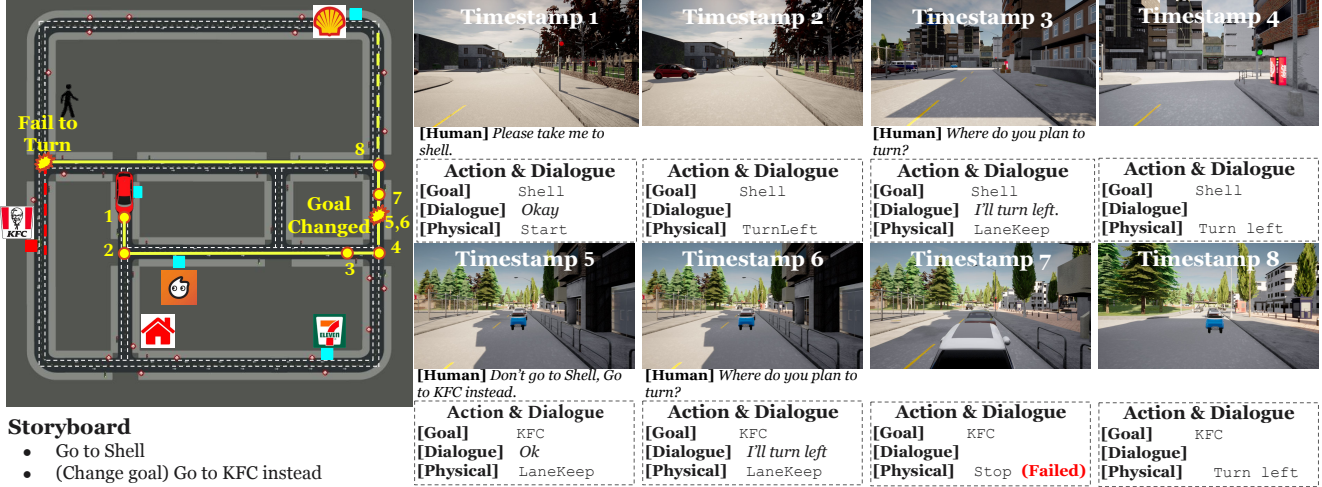 Fail to
Turn
8
KFC
7
Goal
Changed
5,6
1
2
4
3
ELEVEN
Storyboard
• Go to Shell
• (Change goal) Go to KFC instead
Timestamp 1
[Human] Please take me to
shell.
Action & Dialogue
[Goal] Shell
[Dialogue] Okay
[Physical] Start
Timestamp 2
Action & Dialogue
[Goal] Shell
[Dialogue]
[Physical] TurnLeft
Timestamp 3
[Human] Where do you plan to
turn?
Action & Dialogue
[Goal] Shell
[Dialogue] I'll turn left.
[Physical] LaneKeep
Timestamp 4
Action & Dialogue
[Goal] Shell
[Dialogue]
[Physical] Turn left
Timestamp 5
[Human] Don't go to Shell, Go
to KFC instead.
Action & Dialogue
[Goal] KFC
[Dialogue] Ok
[Physical] LaneKeep
Timestamp 6
[Human] Where do you plan to
turn?
Action & Dialogue
[Goal] KFC
[Dialogue] I'll turn left
[Physical] LaneKeep
Timestamp 7
Action & Dialogue
[Goal] KFC
[Dialogue]
[Physical] Stop (Failed)
Timestamp 8
Action & Dialogue
[Goal] KFC
[Dialogue]
[Physical] Turn left